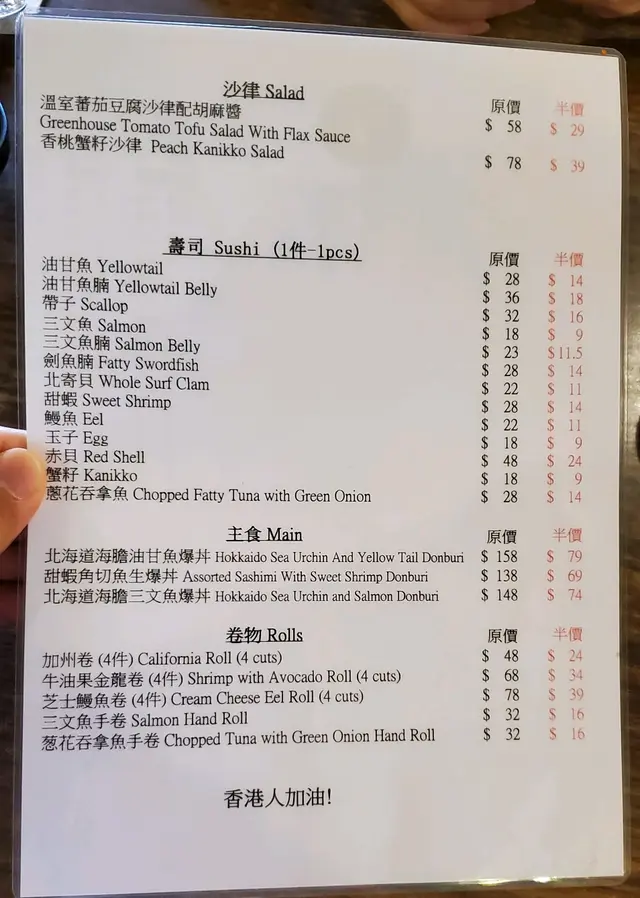 沙律 Salad
原價 半價
溫室蕃茄豆腐沙律配胡麻醬
Greenhouse Tomato Tofu Salad With Flax Sauce $ 58 $ 29
香桃蟹籽沙律 Peach Kanikko Salad $ 78 $ 39
壽司 Sushi (1件-1pcs)
原價 半價
油甘魚 Yellowtail $ 28 $ 14
油甘魚腩 Yellowtail Belly $ 36 $ 18
帶子 Scallop $ 32 $ 16
三文魚 Salmon $ 18 $ 9
三文魚腩 Salmon Belly $ 23 $11.5
劍魚腩 Fatty Swordfish $ 28 $ 14
北寄貝 Whole Surf Clam $ 22 $ 11
甜蝦 Sweet Shrimp $ 28 $ 14
鰻魚 Eel $ 22 $ 11
玉子 Egg $ 18 $ 9
赤貝 Red Shell $ 48 $ 24
蟹籽 Kanikko $ 18 $ 9
蔥花吞拿魚 Chopped Fatty Tuna with Green Onion $ 28 $ 14
主食 Main 原價 半價
北海道海膽油甘魚爆丼 Hokkaido Sea Urchin And Yellow Tail Donburi $ 158 $ 79
甜蝦角切魚生爆丼 Assorted Sashimi With Sweet Shrimp Donburi $ 138 $ 69
北海道海膽三文魚爆丼 Hokkaido Sea Urchin and Salmon Donburi $ 148 $ 74
卷物 Rolls 原價 半價
加州卷 (4件) California Roll (4 cuts) $ 48 $ 24
牛油果金龍卷 (4件) Shrimp with Avocado Roll (4 cuts) $ 68 $ 34
芝士鰻魚卷 (4件) Cream Cheese Eel Roll (4 cuts) $ 78 $ 39
三文魚手卷 Salmon Hand Roll $ 32 $ 16
葱花吞拿魚手卷 Chopped Tuna with Green Onion Hand Roll $ 32 $ 16
香港人加油!